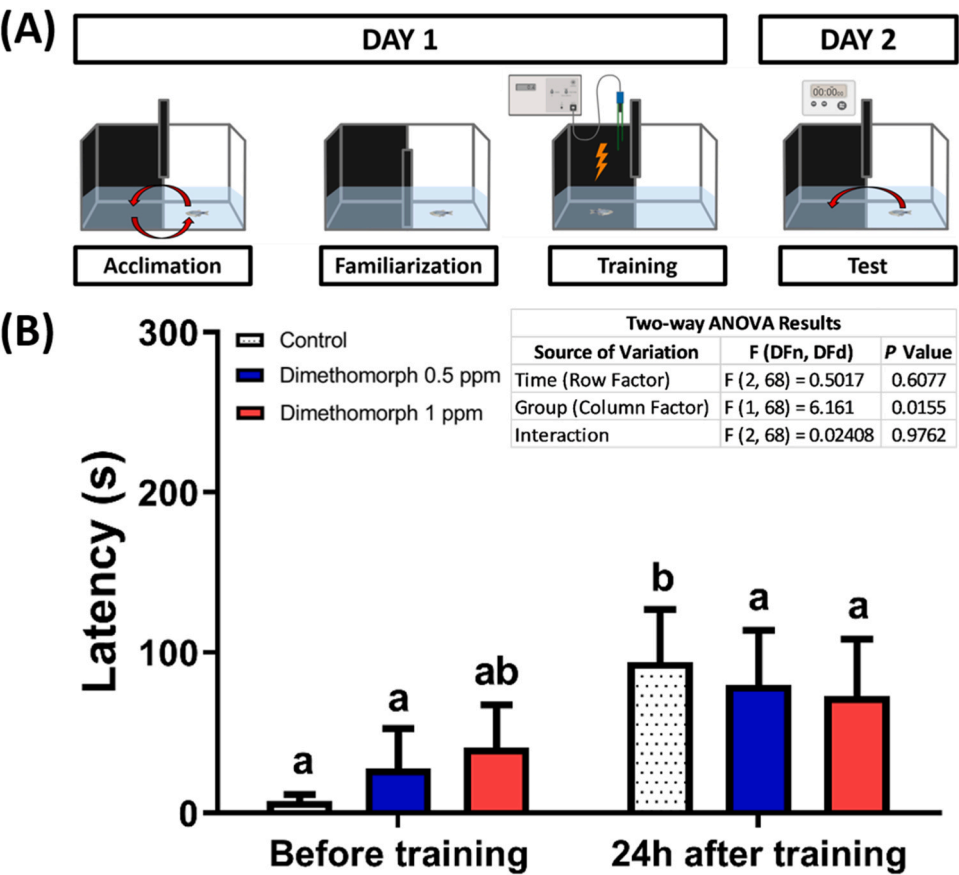 (A)
DAY 1
DAY 2
00:00 00
Acclimation
Familiarization
Training
Test
(B)
300
200
100
0
Latency (s)
Control
Dimethomorph 0.5 ppm
Dimethomorph 1 ppm
Two-way ANOVA Results
Source of Variation F (DFn, DFd) P Value
Time (Row Factor) F (2, 68) = 0.5017 0.6077
Group (Column Factor) F (1, 68) = 6.161 0.0155
Interaction F (2, 68) = 0.02408 0.9762
a
a
ab
b
a
a
Before training
24h after training